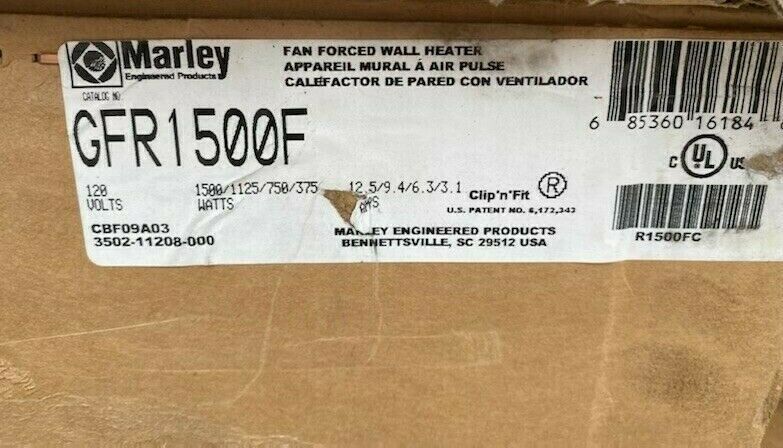 Marley
Engineered Products
FAN FORCED WALL HEATER
APPAREIL MURAL Á AIR PULSE
CALEFACTOR DE PARED CON VENTILADOR
CATALOG NO.
GFR1500F
6 85360 16184
C UL US
120 1500/1125/750/375 12.5/9.4/6.3/3.1
VOLTS WATTS
Clip'n'Fit ®
U.S. PATENT NO. 6,172,343
CBF09A03
3502-11208-000
MARLEY ENGINEERED PRODUCTS
BENNETTSVILLE, SC 29512 USA
R1500FC